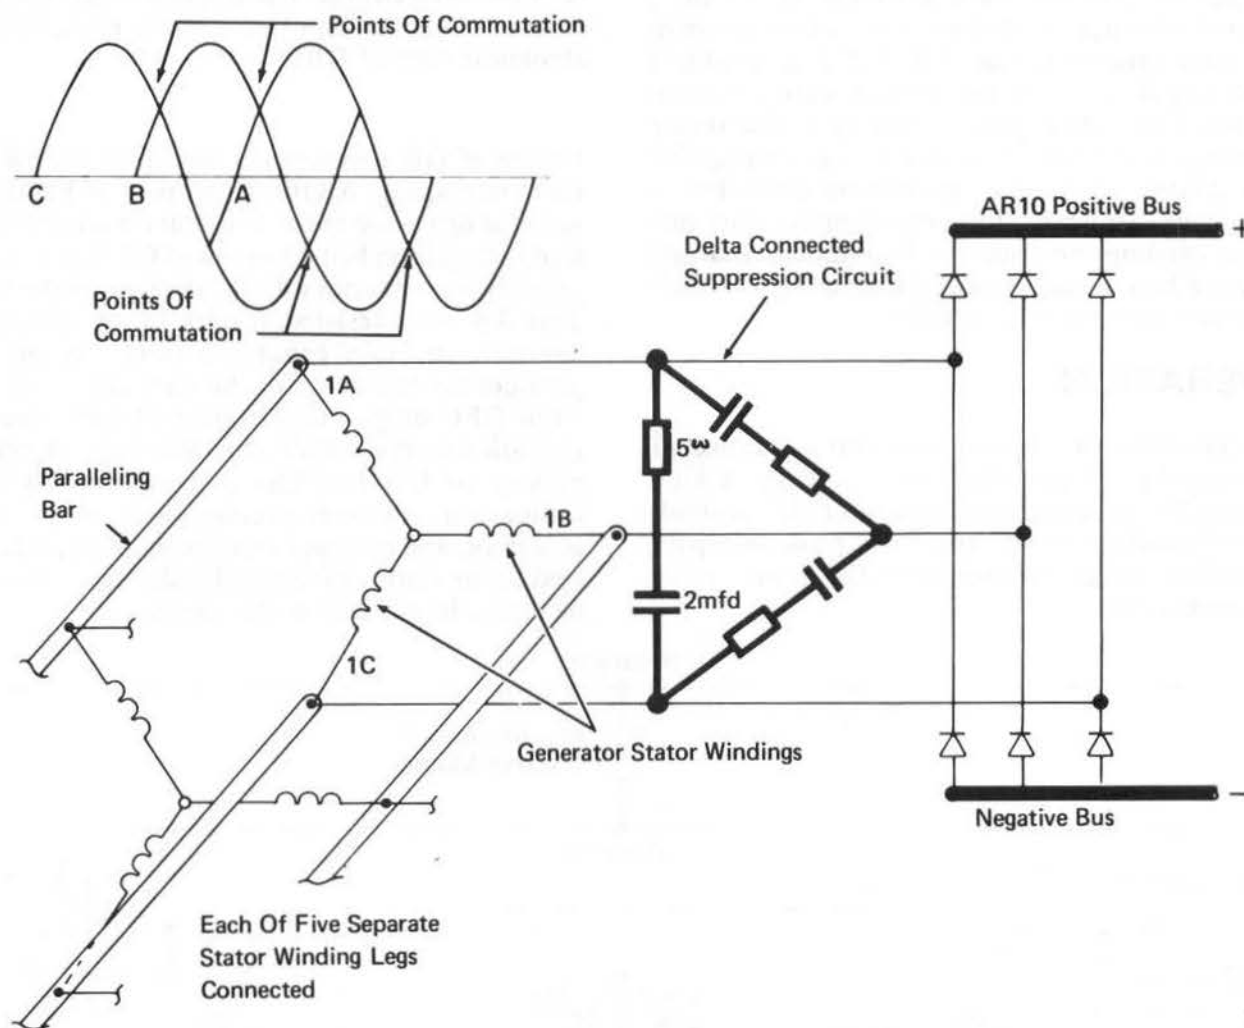 Points Of Commutation
C
B
A
Points Of
Commutation
AR10 Positive Bus
+
Delta Connected
Suppression Circuit
1A
5ω
Paralleling
Bar
1B
2mfd
1C
Generator Stator Windings
−
Negative Bus
Each Of Five Separate
Stator Winding Legs
Connected